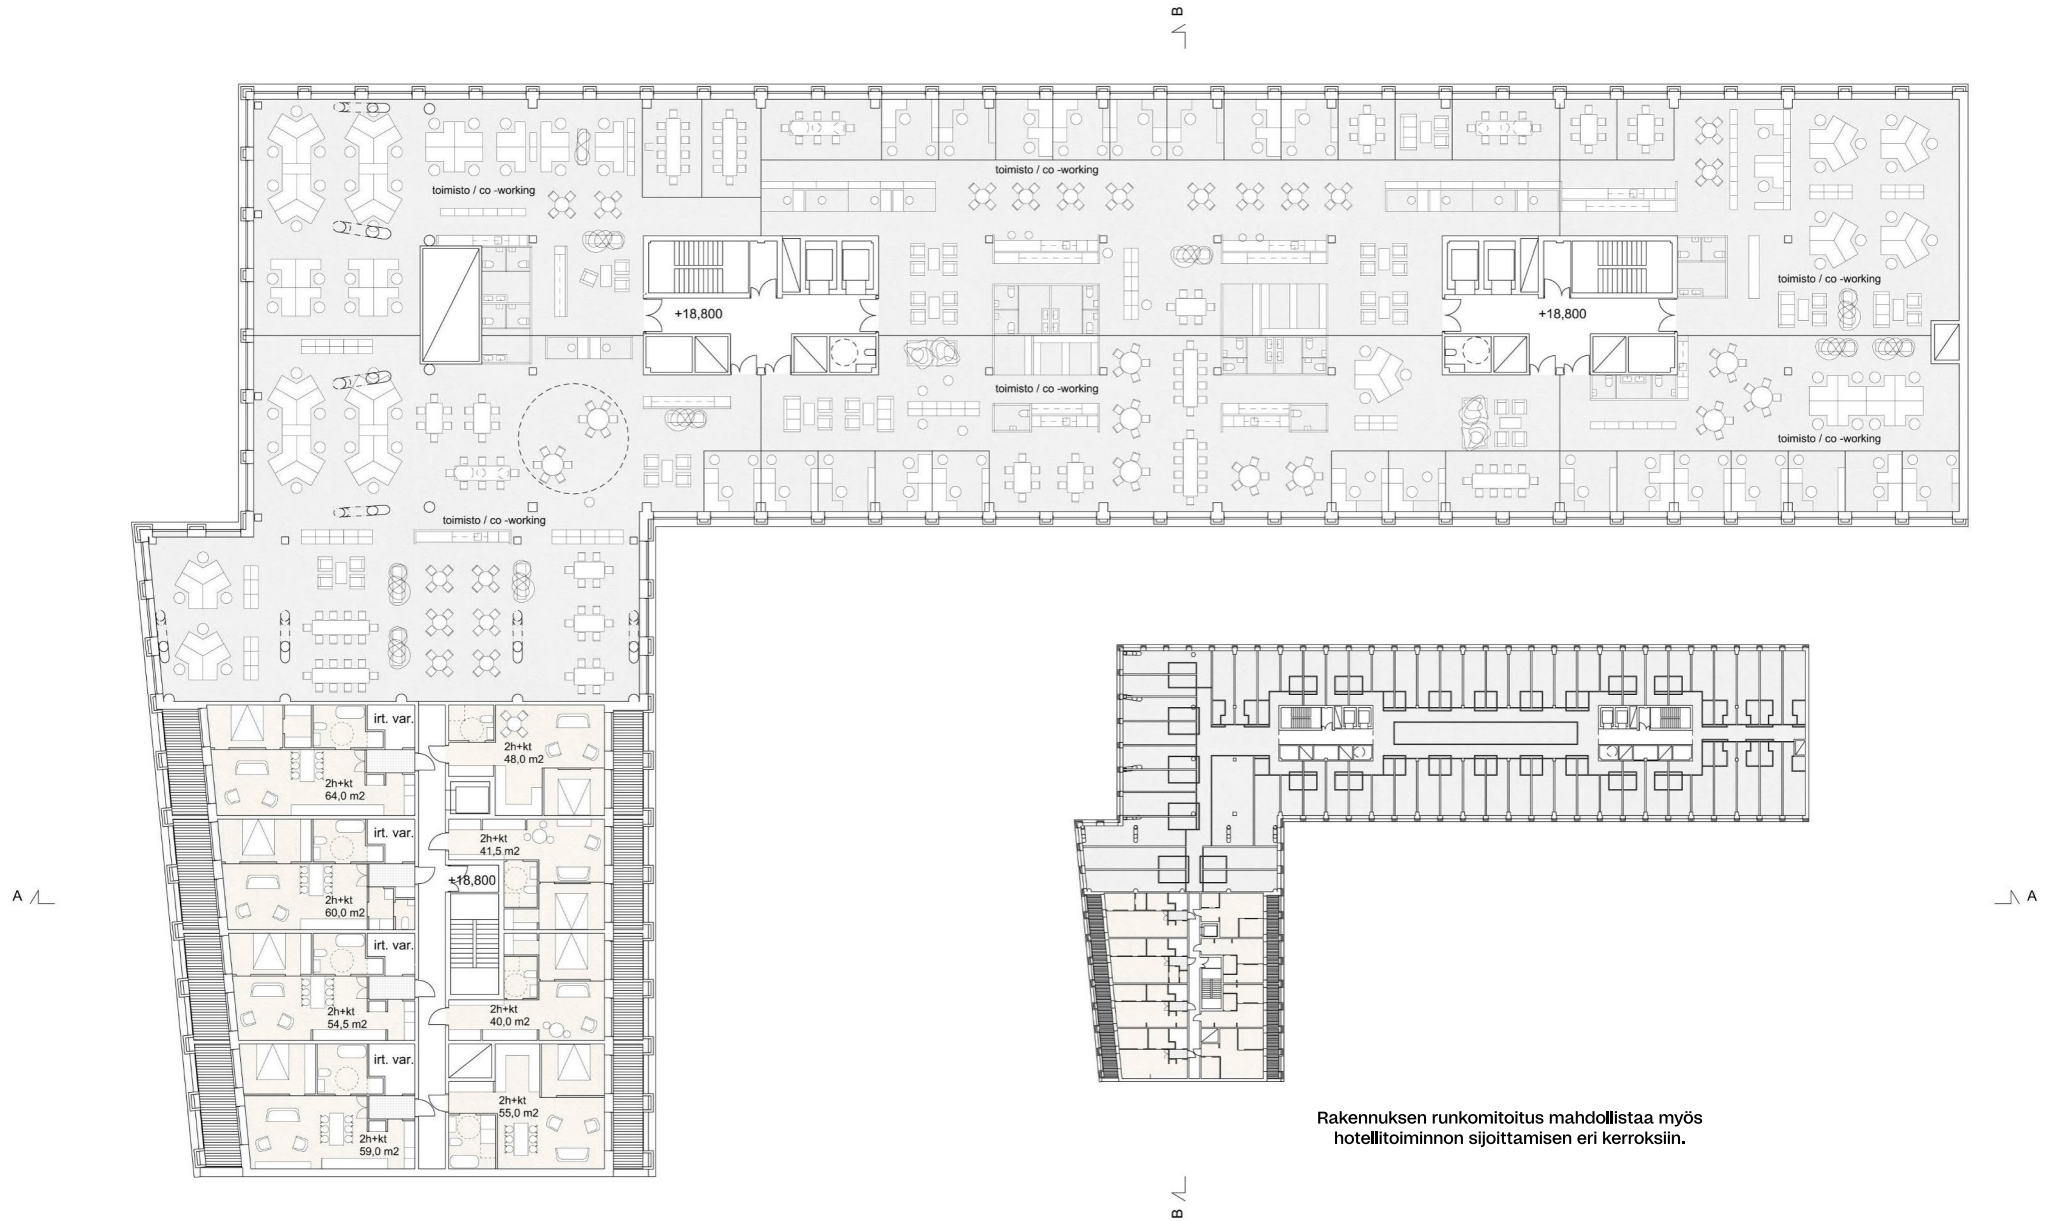 B
toimisto / co -working
toimisto / co -working
toimisto / co -working
+18,800
+18,800
toimisto / co -working
toimisto / co -working
toimisto / co -working
irt. var.
2h+kt
48,0 m2
2h+kt
64,0 m2
irt. var.
2h+kt
41,5 m2
+18,800
2h+kt
60,0 m2
A
A
irt. var.
2h+kt
54,5 m2
2h+kt
40,0 m2
irt. var.
2h+kt
55,0 m2
2h+kt
59,0 m2
Rakennuksen runkomitoitus mahdollistaa myös
hotellitoiminnon sijoittamisen eri kerroksiin.
B